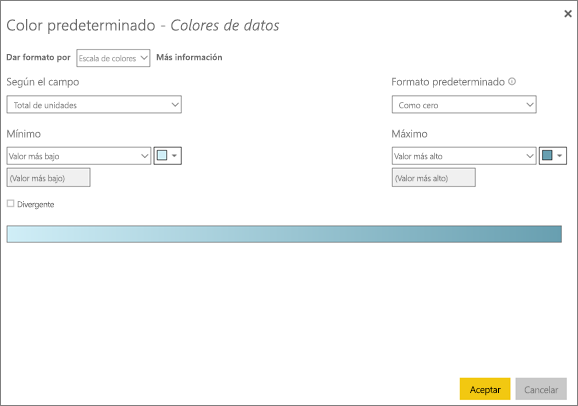 Color predeterminado - Colores de datos
Dar formato por Escala de colores Más información
Según el campo Formato predeterminado
Total de unidades Como cero
Mínimo Máximo
Valor más bajo Valor más alto
(Valor más bajo) (Valor más alto)
Divergente
Aceptar Cancelar